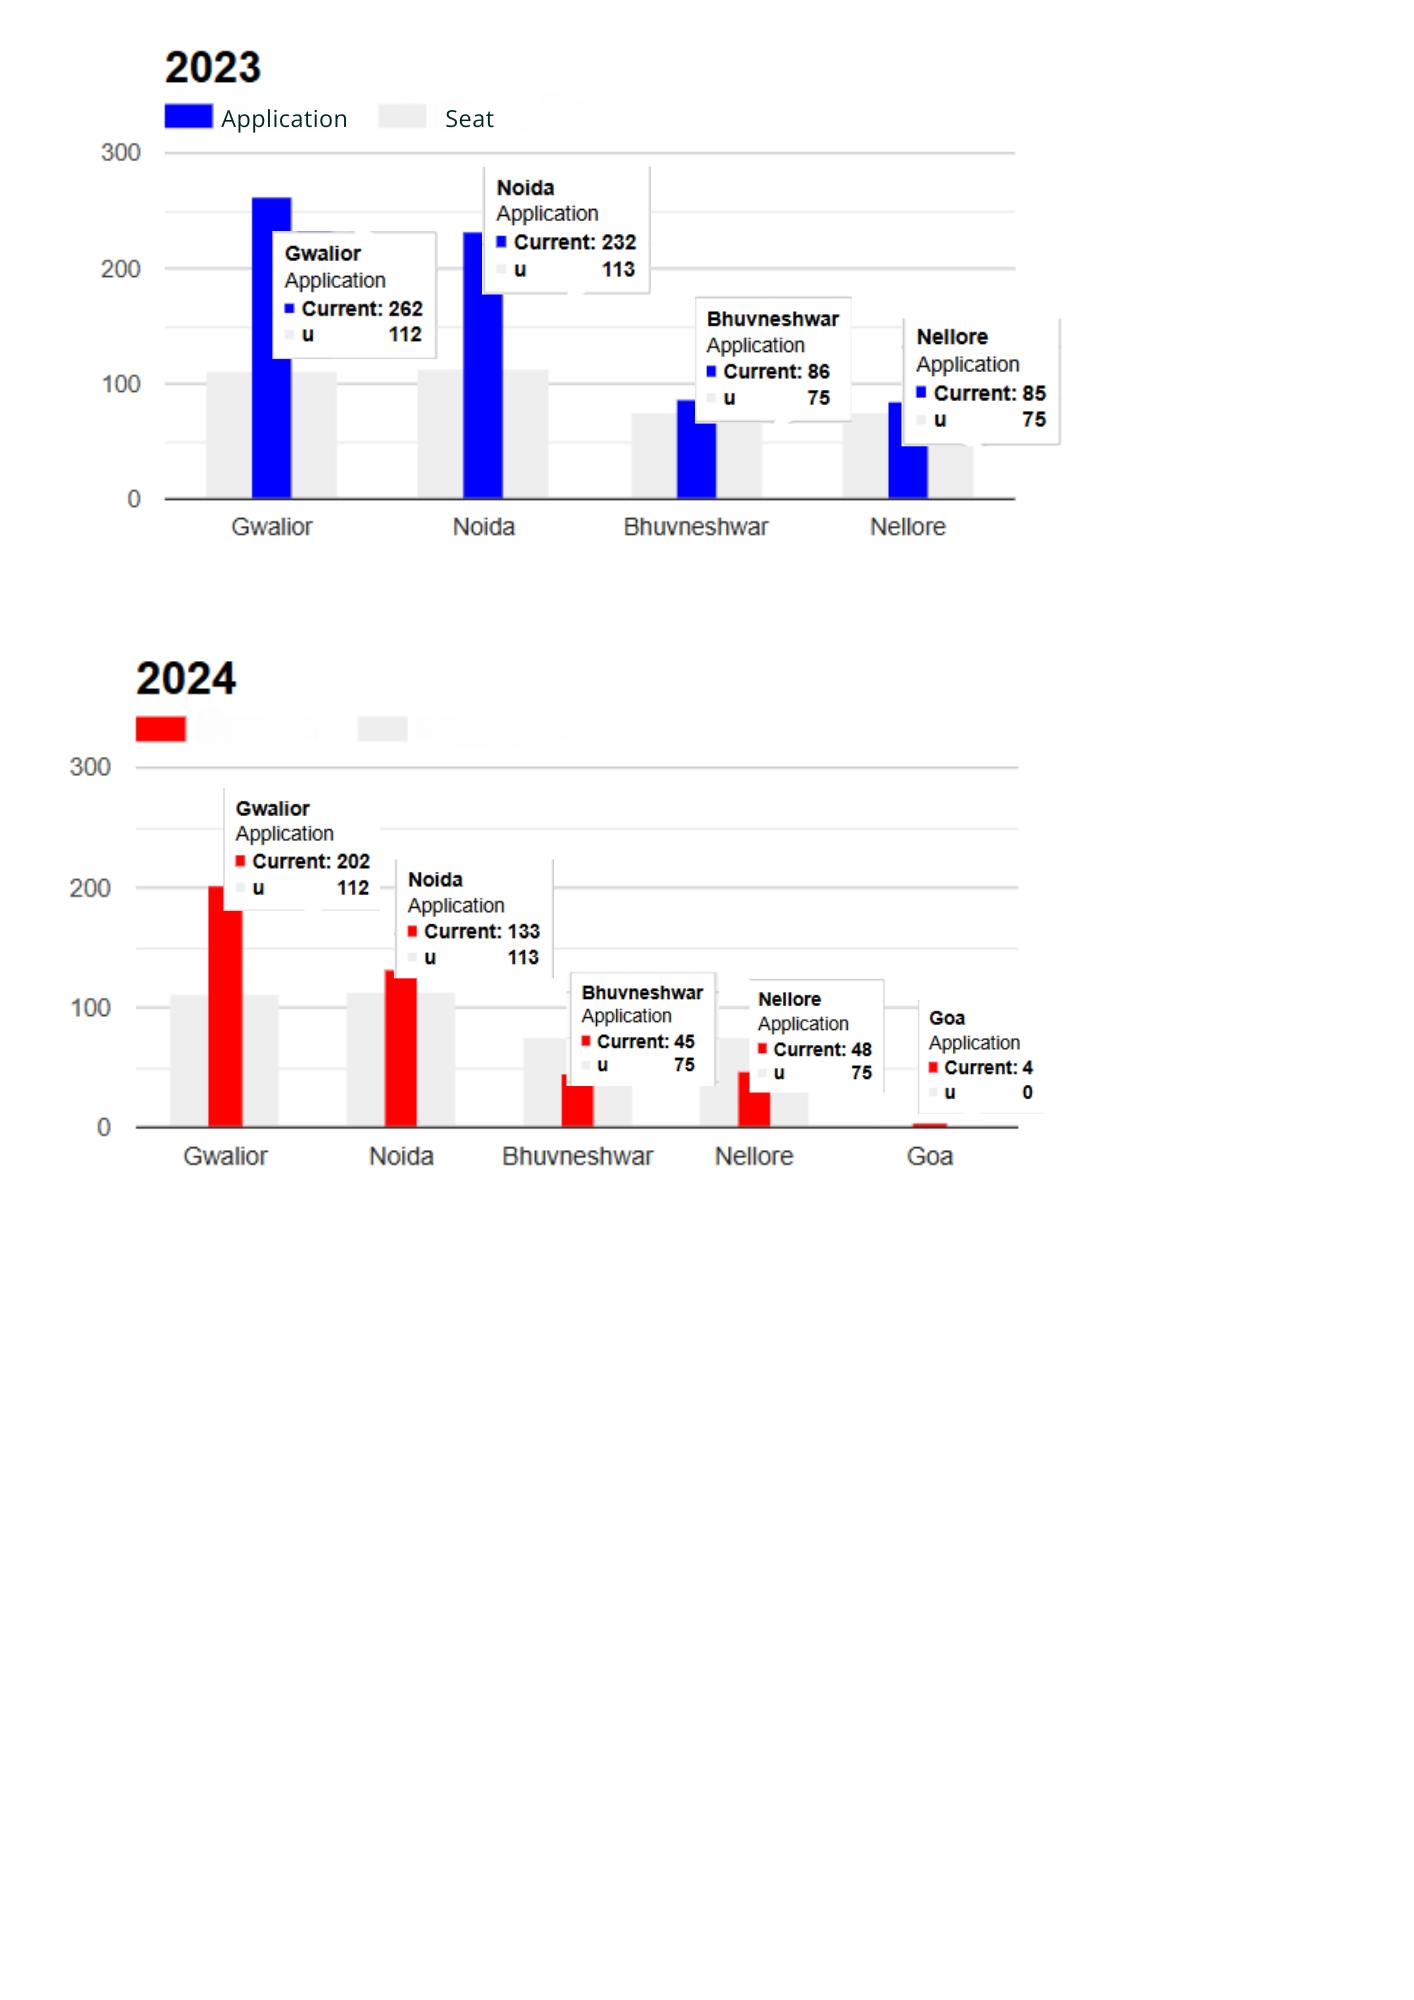 2023
Application Seat
300
200
100
0
Noida
Application
Current: 232
u 113
Gwalior
Application
Current: 262
u 112
Bhuvneshwar
Application
Current: 86
u 75
Nellore
Application
Current: 85
u 75
Gwalior Noida Bhuvneshwar Nellore
2024
300
200
100
0
Gwalior
Application
Current: 202
u 112
Noida
Application
Current: 133
u 113
Bhuvneshwar
Application
Current: 45
u 75
Nellore
Application
Current: 48
u 75
Goa
Application
Current: 4
u 0
Gwalior Noida Bhuvneshwar Nellore Goa